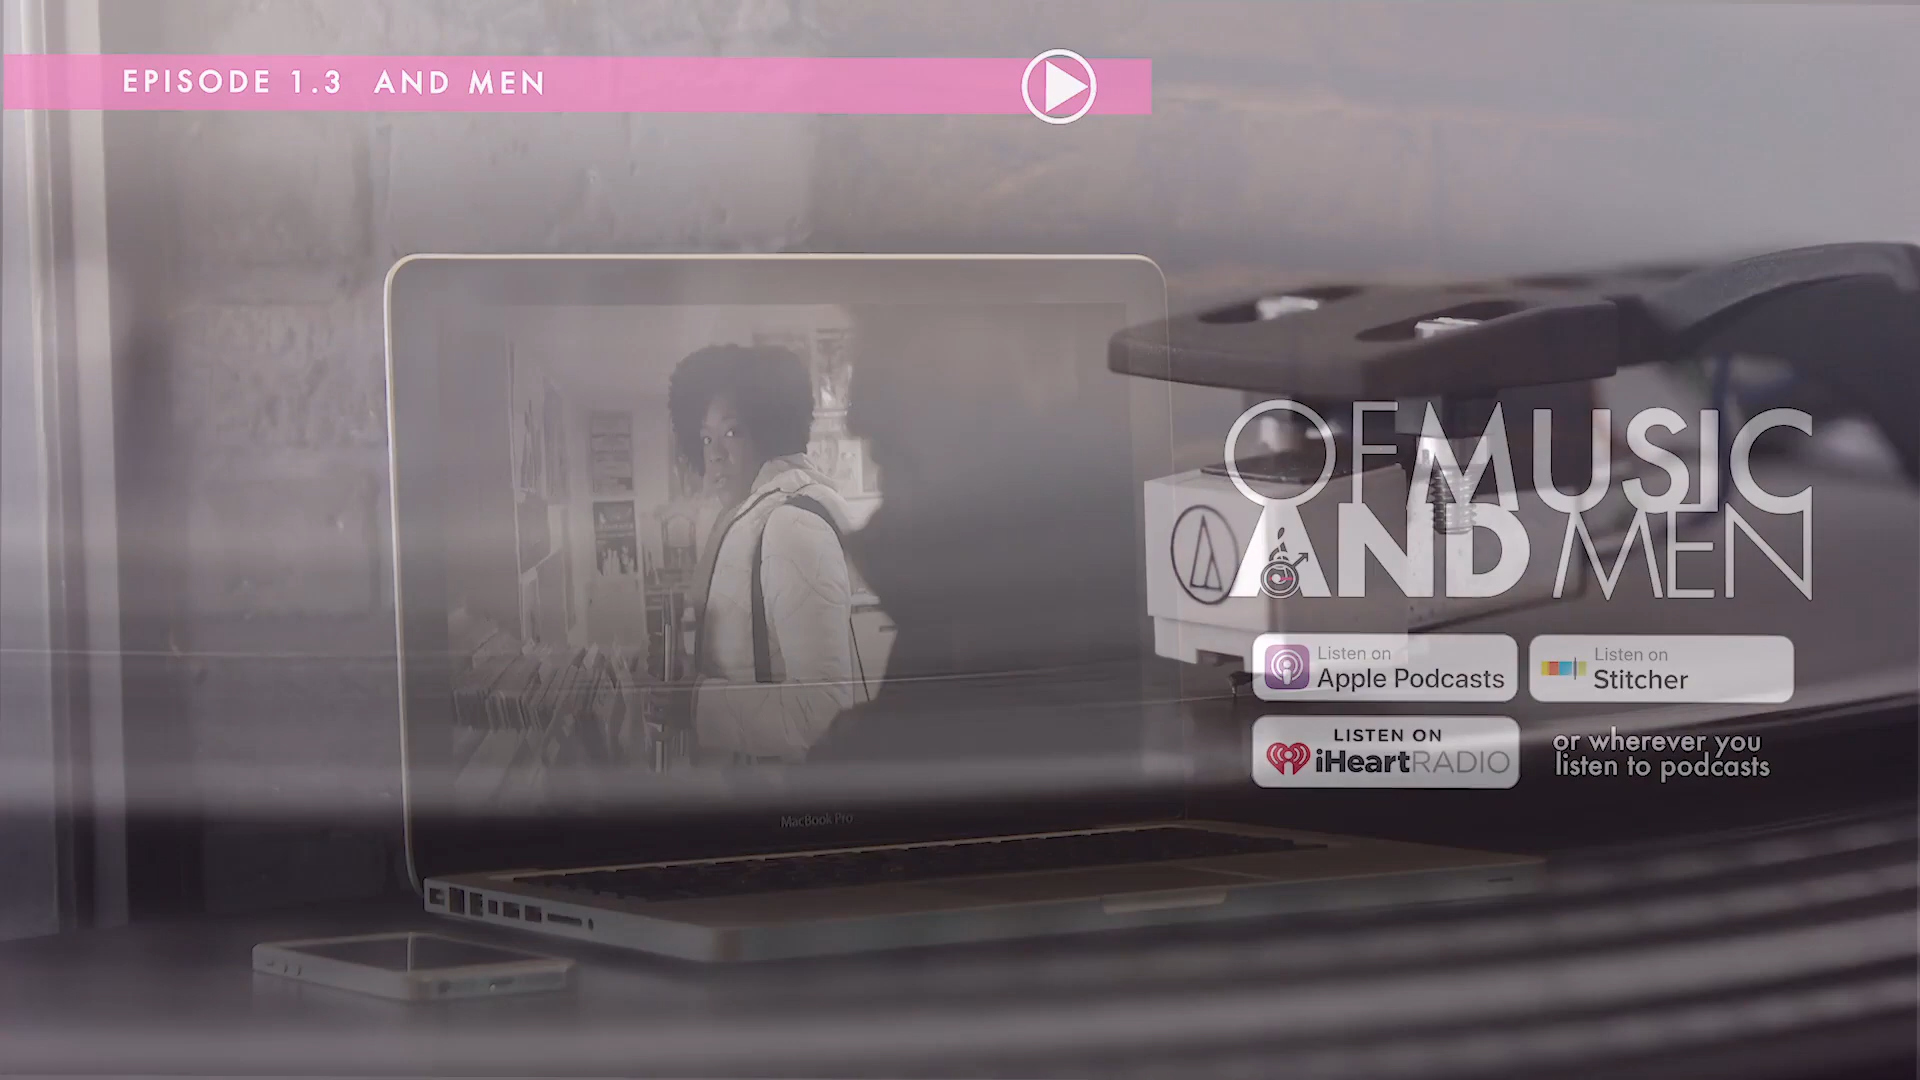 EPISODE 1.3 AND MEN
OF MUSIC
AND MEN
Listen on
Apple Podcasts
Listen on
Stitcher
LISTEN ON
iHeartRADIO
or wherever you
listen to podcasts
MacBook Pro